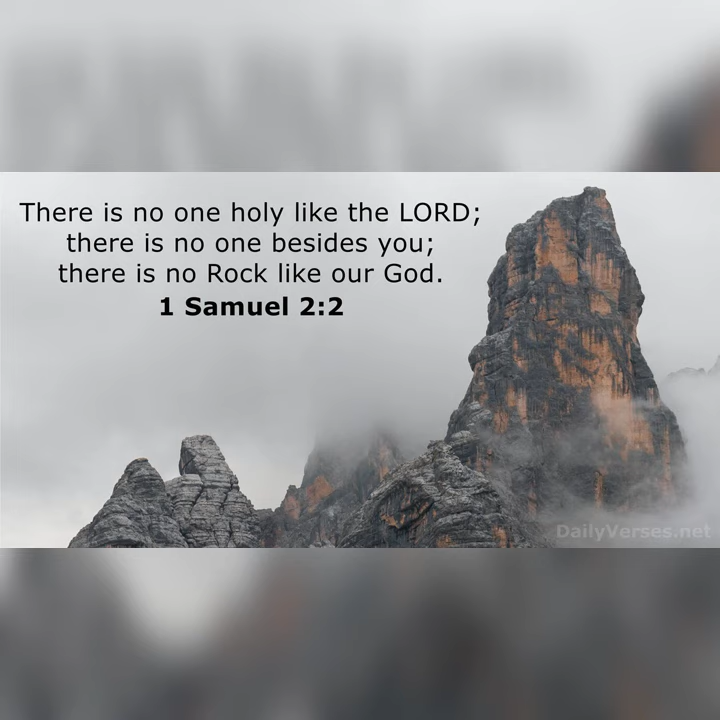 There is no one holy like the LORD;
there is no one besides you;
there is no Rock like our God.
1 Samuel 2:2
DailyVerses.net